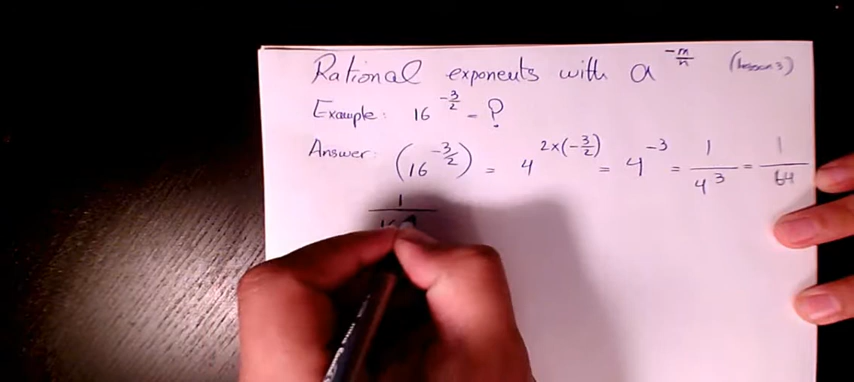 Rational exponents with a^{-m/n} (Lesson 3)
Example: 16^{-3/2} = ?
Answer: (16^{-3/2}) = 4^{2×(-3/2)} = 4^{-3} = 1/4^3 = 1/64
1/16